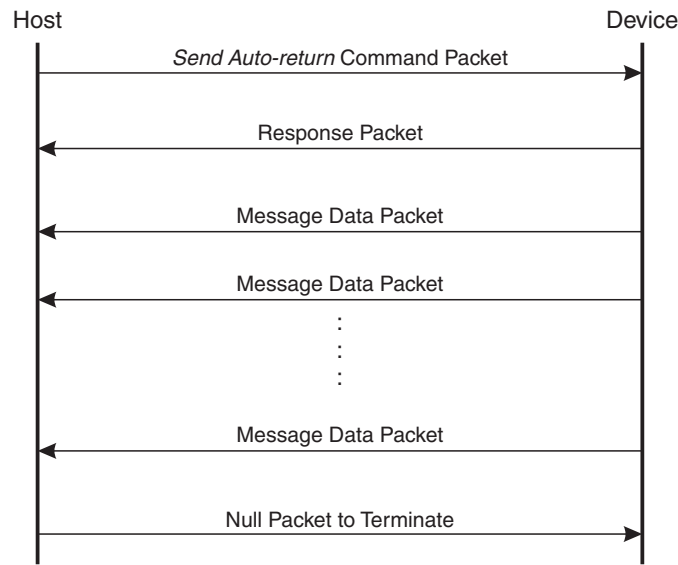 Host Device
Send Auto-return Command Packet
Response Packet
Message Data Packet
Message Data Packet
:
:
:
Message Data Packet
Null Packet to Terminate